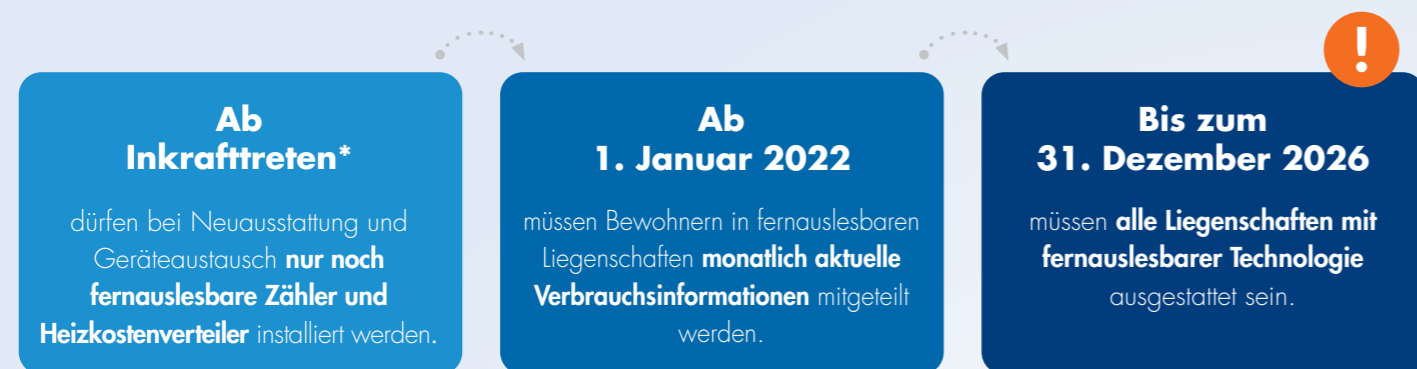 Ab
Inkrafttreten*
dürfen bei Neuausstattung und
Geräteaustausch nur noch
fernauslesbare Zähler und
Heizkostenverteiler installiert werden.
Ab
1. Januar 2022
müssen Bewohnern in fernauslesbaren
Liegenschaften monatlich aktuelle
Verbrauchsinformationen mitgeteilt
werden.
!
Bis zum
31. Dezember 2026
müssen alle Liegenschaften mit
fernauslesbarer Technologie
ausgestattet sein.